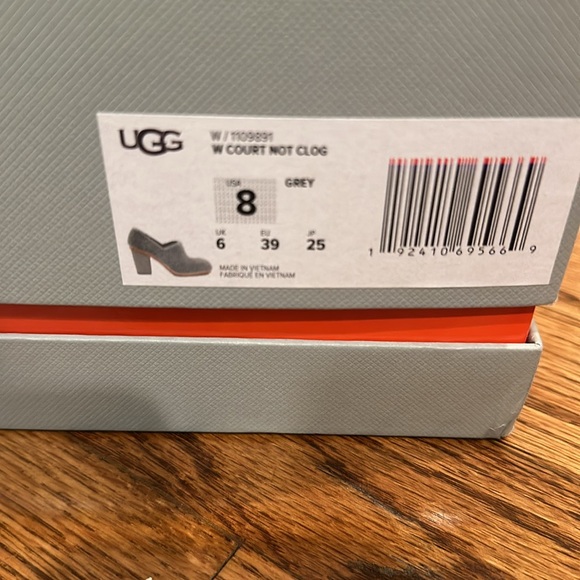 UGG
W / 1109891
W COURT NOT CLOG
GREY
USA
8
UK EU JP
6 39 25
MADE IN VIETNAM
FABRIQUÉ EN VIETNAM
1 92410 69566 9